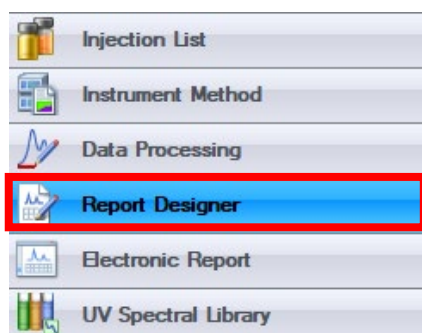 Injection List
Instrument Method
Data Processing
Report Designer
Electronic Report
UV Spectral Library